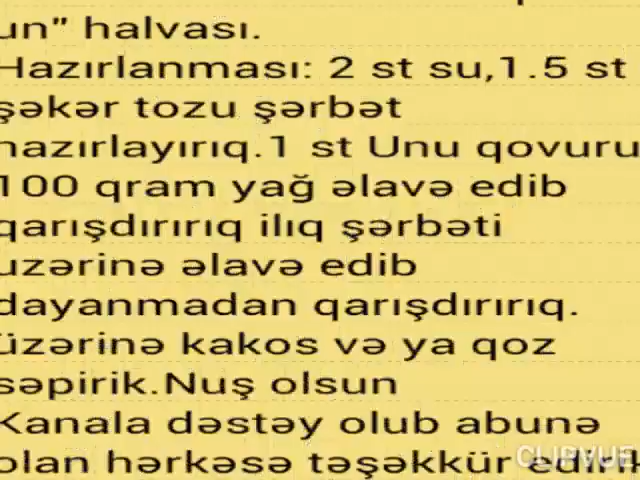 un" halvası.
Hazırlanması: 2 st su,1.5 st
şəkər tozu şərbət
hazırlayırıq.1 st Unu qovuru
100 qram yağ əlavə edib
qarışdırırıq ilıq şərbəti
uzərinə əlavə edib
dayanmadan qarışdırırıq.
üzərinə kakos və ya qoz
səpirik.Nuş olsun
Kanala dəstəy olub abunə
olan hərkəsə təşəkkür edirik
CLIPVUE